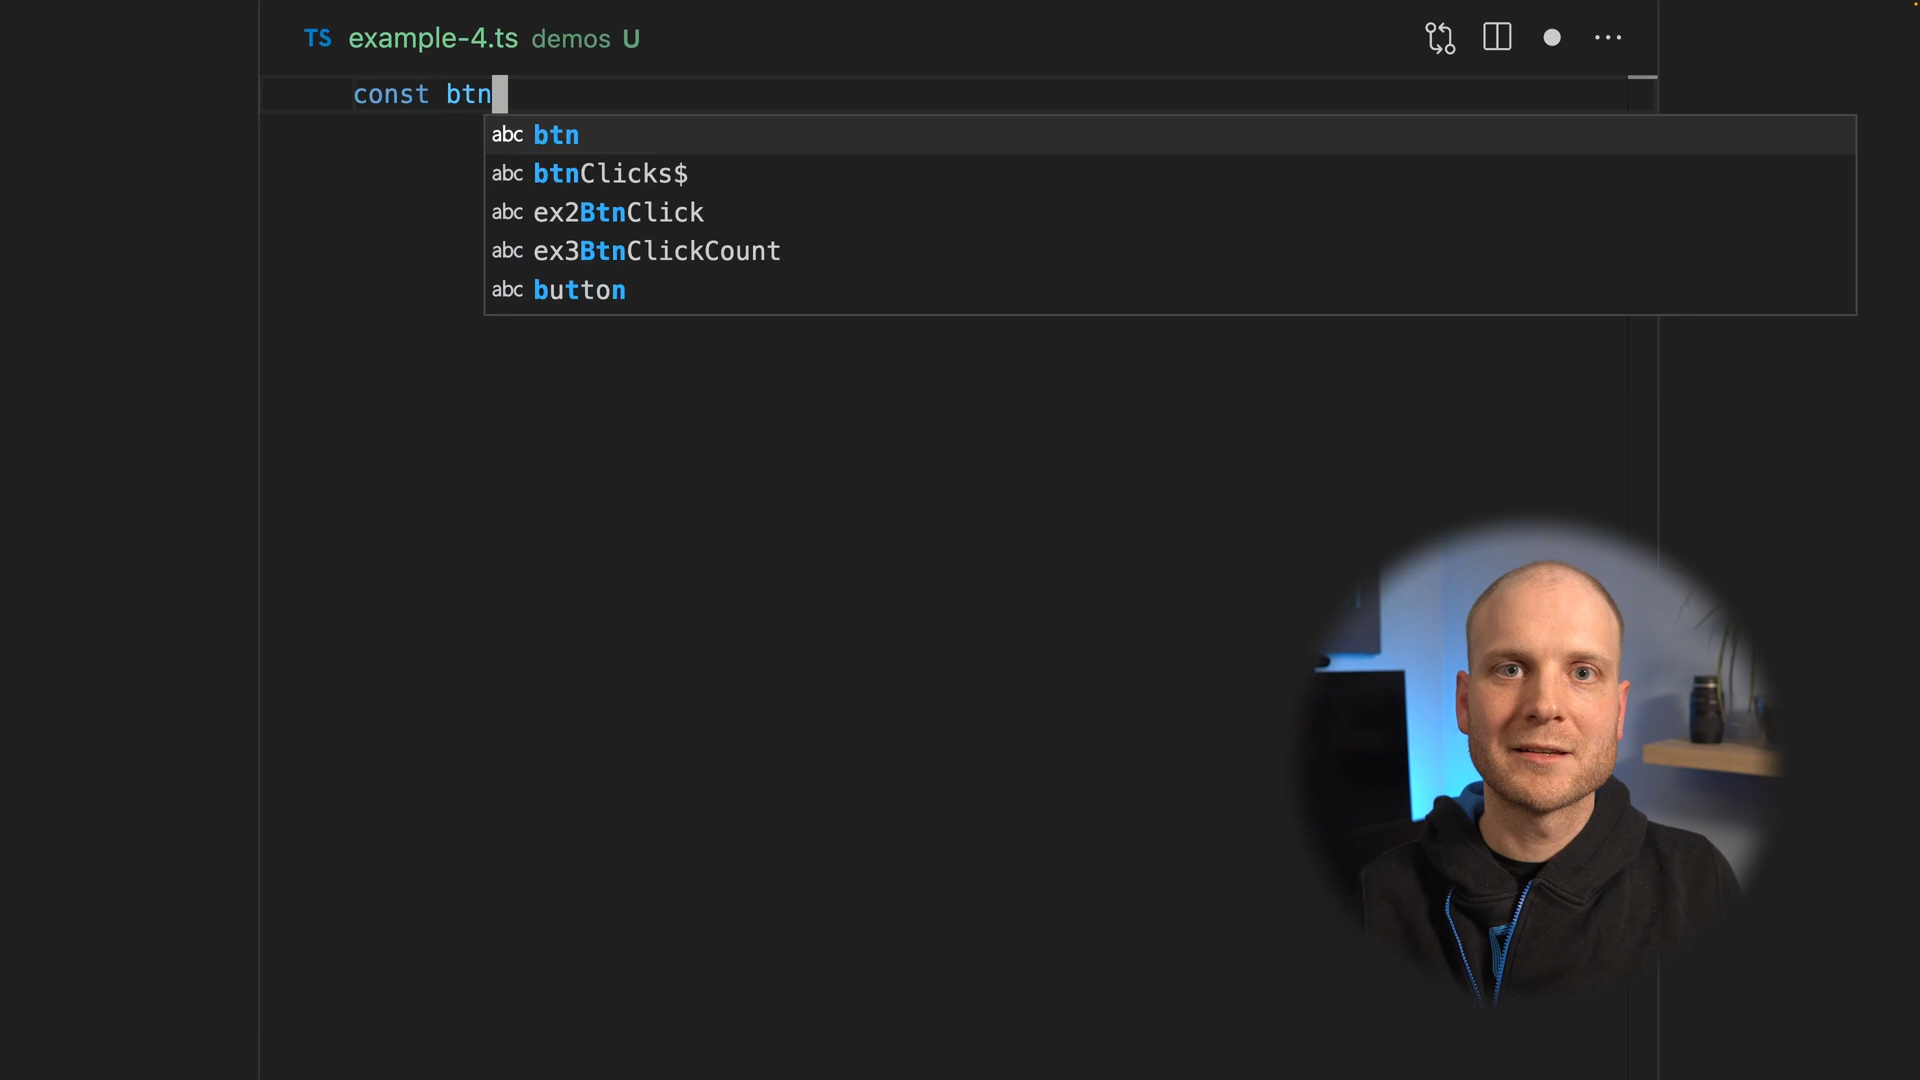 TS example-4.ts demos U
const btn
abc btn
abc btnClicks$
abc ex2BtnClick
abc ex3BtnClickCount
abc button